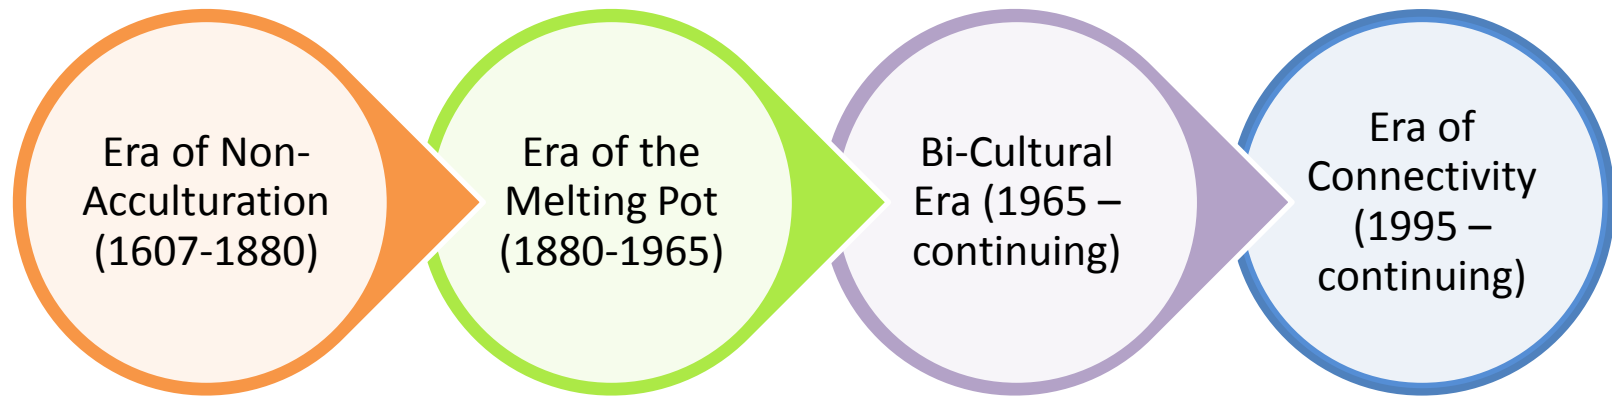 Era of Non-
Acculturation
(1607-1880)
Era of the
Melting Pot
(1880-1965)
Bi-Cultural
Era (1965 –
continuing)
Era of
Connectivity
(1995 –
continuing)